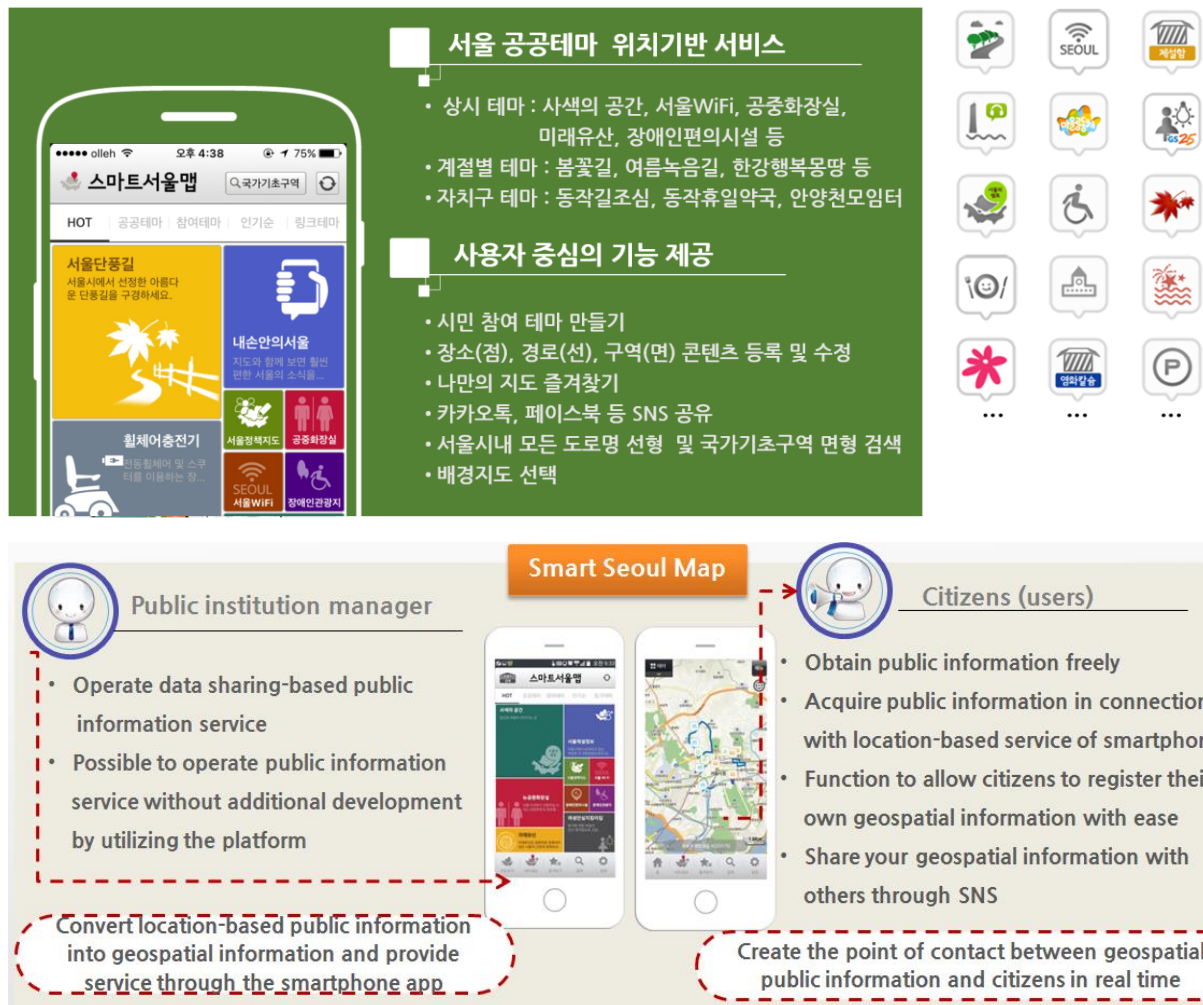 서울 공공테마 위치기반 서비스
• 상시 테마 : 사색의 공간, 서울WiFi, 공중화장실,
미래유산, 장애인편의시설 등
• 계절별 테마 : 봄꽃길, 여름녹음길, 한강행복몽땅 등
• 자치구 테마 : 동작길조심, 동작휴일약국, 안양천모임터
사용자 중심의 기능 제공
• 시민 참여 테마 만들기
• 장소(점), 경로(선), 구역(면) 콘텐츠 등록 및 수정
• 나만의 지도 즐겨찾기
• 카카오톡, 페이스북 등 SNS 공유
• 서울시내 모든 도로명 선형 및 국가기초구역 면형 검색
• 배경지도 선택
olleh 오후 4:38 75%
스마트서울맵 국가기초구역
HOT 공공테마 참여테마 인기순 링크테마
서울단풍길
서울시에서 선정한 아름다
운 단풍길을 구경하세요.
내손안의서울
지도와 함께 보면 훨씬
편한 서울의 소식을...
서울정책지도 공중화장실
휠체어충전기
전동휠체어 및 스쿠
터를 이용하는 장...
SEOUL
서울WiFi 장애인관광지
SEOUL
제설함
GS25
영화칼슘
P
... ... ...
Smart Seoul Map
Public institution manager
• Operate data sharing-based public
information service
• Possible to operate public information
service without additional development
by utilizing the platform
Convert location-based public information
into geospatial information and provide
service through the smartphone app
스마트서울맵
HOT
Citizens (users)
• Obtain public information freely
• Acquire public information in connection
with location-based service of smartphon
• Function to allow citizens to register thei
own geospatial information with ease
• Share your geospatial information with
others through SNS
Create the point of contact between geospatial
public information and citizens in real time